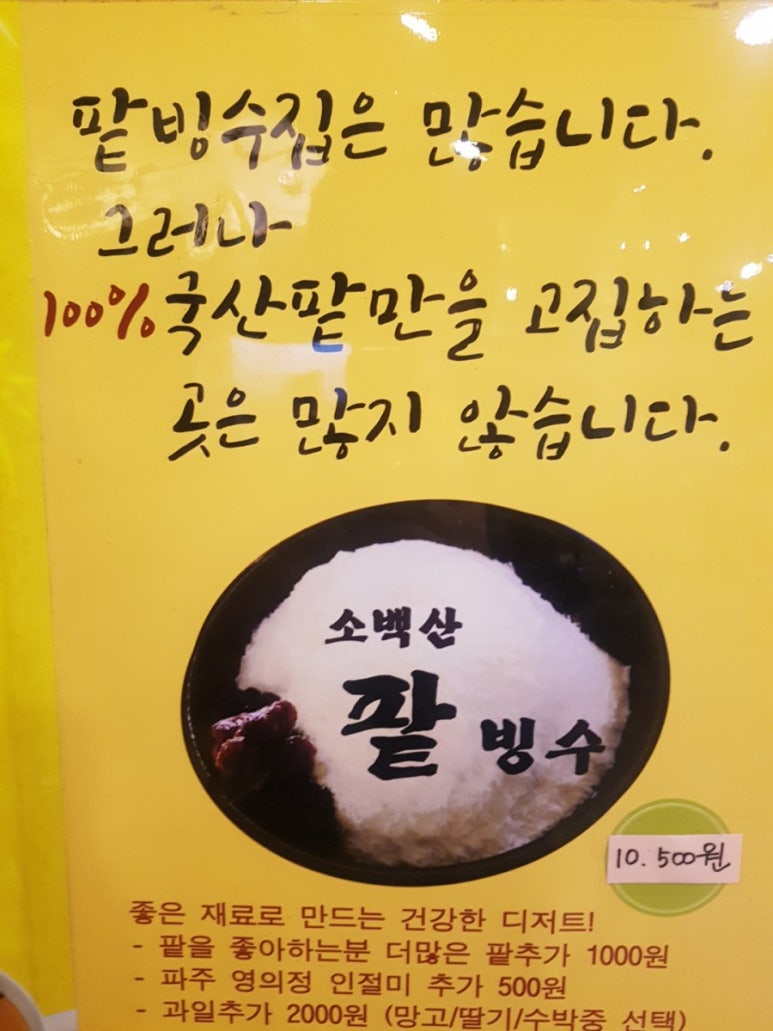 팥빙수집은 많습니다.
그러나
100% 국산팥만을 고집하는
곳은 많지 않습니다.
소백산
팥 빙수
10.500원
좋은 재료로 만드는 건강한 디저트!
- 팥을 좋아하는분 더많은 팥추가 1000원
- 파주 영의정 인절미 추가 500원
- 과일추가 2000원 (망고/딸기/수박중 선택)